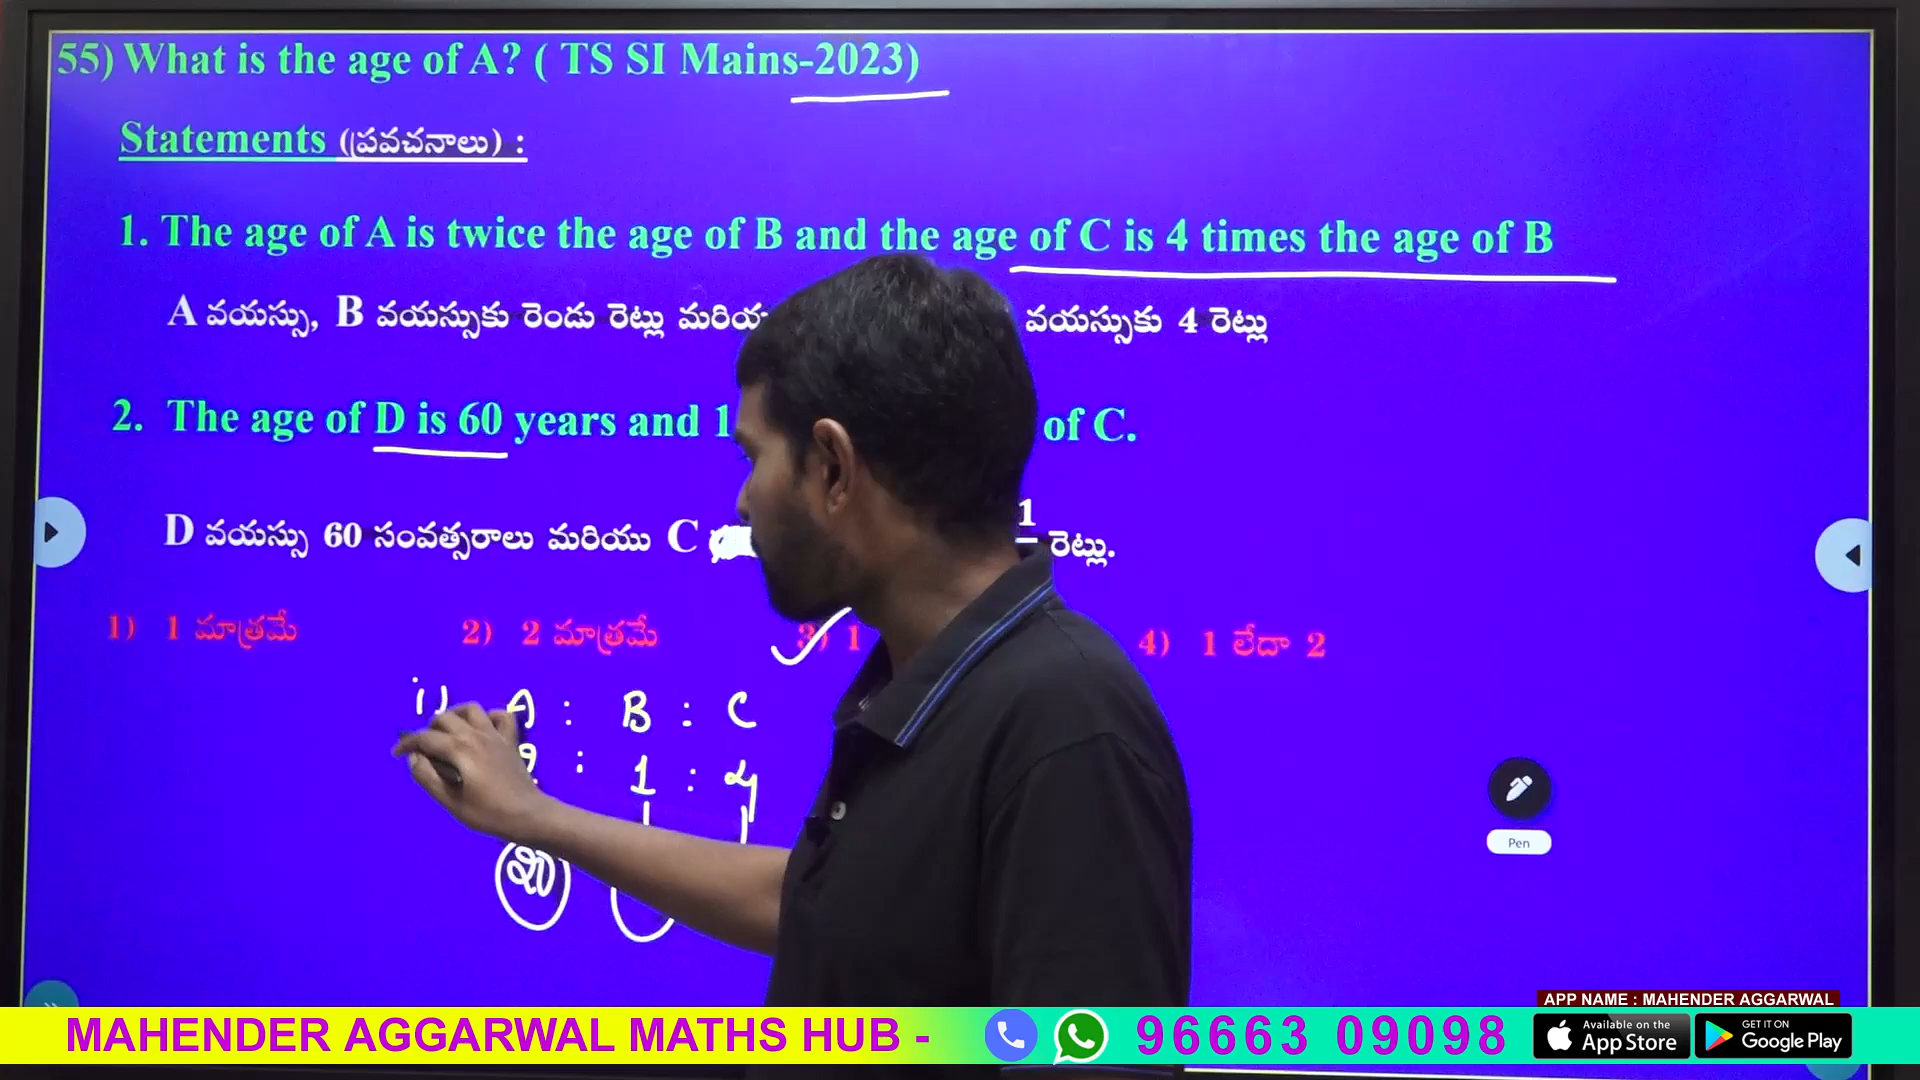 55) What is the age of A? ( TS SI Mains-2023)
Statements (ప్రవచనాలు) :
1. The age of A is twice the age of B and the age of C is 4 times the age of B
A వయస్సు, B వయస్సుకు రెండు రెట్లు వయస్సుకు 4 రెట్లు
2. The age of D is 60 years and of C.
D వయస్సు 60 సంవత్సరాలు మరియు C 1 రెట్లు.
1) 1 మాత్రమే 2) 2 మాత్రమే 3) 1 4) 1 లేదా 2
i) A : B : C
2 : 1 : 4
Pen
APP NAME : MAHENDER AGGARWAL
MAHENDER AGGARWAL MATHS HUB - 96663 09098
Available on the App Store
GET IT ON Google Play